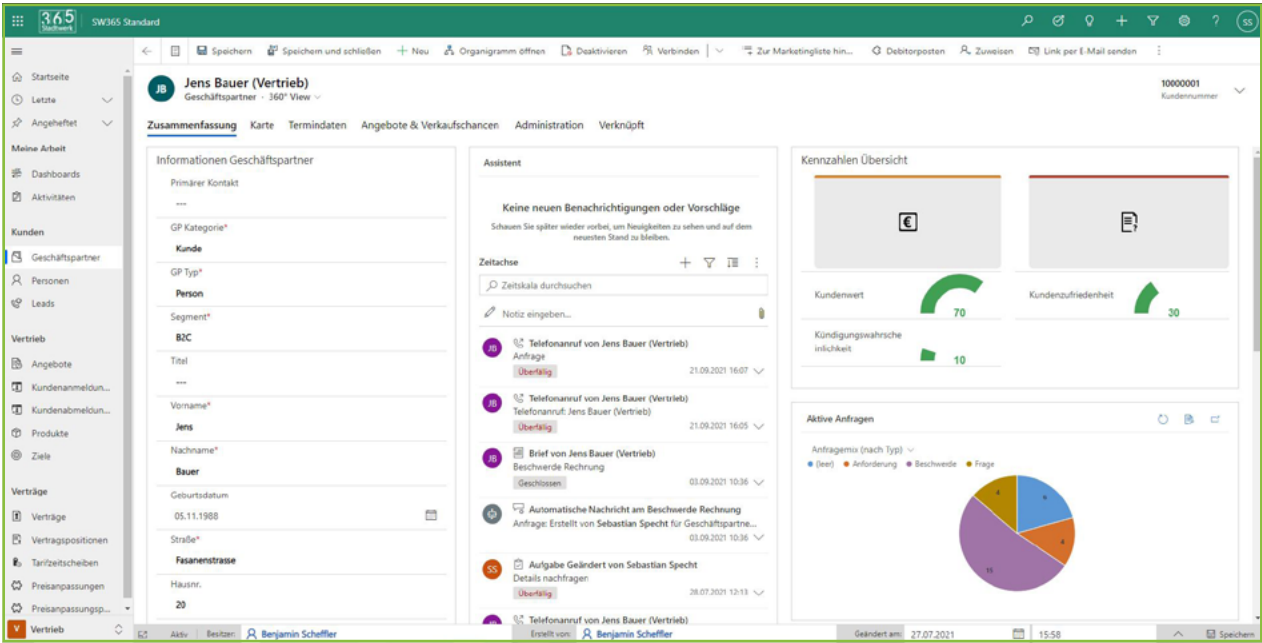 365
Stadtwerk
SW365 Standard
SS
Speichern
Speichern und schließen
Neu
Organigramm öffnen
Deaktivieren
Verbinden
Zur Marketingliste hin...
Debitorposten
Zuweisen
Link per E-Mail senden
Startseite
Letzte
Angeheftet
Meine Arbeit
Dashboards
Aktivitäten
Kunden
Geschäftspartner
Personen
Leads
Vertrieb
Angebote
Kundenanmeldun...
Kundenabmeldun...
Produkte
Ziele
Verträge
Verträge
Vertragspositionen
Tarifzeitscheiben
Preisanpassungen
Preisanpassungsp...
V Vertrieb
JB
Jens Bauer (Vertrieb)
Geschäftspartner · 360° View
10000001
Kundennummer
Zusammenfassung
Karte
Termindaten
Angebote & Verkaufschancen
Administration
Verknüpft
Informationen Geschäftspartner
Primärer Kontakt
---
GP Kategorie*
Kunde
GP Typ*
Person
Segment*
B2C
Titel
---
Vorname*
Jens
Nachname*
Bauer
Geburtsdatum
05.11.1988
Straße*
Fasanenstrasse
Hausnr.
20
Assistent
Keine neuen Benachrichtigungen oder Vorschläge
Schauen Sie später wieder vorbei, um Neuigkeiten zu sehen und auf dem
neuesten Stand zu bleiben.
Zeitachse
Zeitskala durchsuchen
Notiz eingeben...
JB
Telefonanruf von Jens Bauer (Vertrieb)
Anfrage
Überfällig
21.09.2021 16:07
JB
Telefonanruf von Jens Bauer (Vertrieb)
Telefonanruf: Jens Bauer (Vertrieb)
Überfällig
21.09.2021 16:05
JB
Brief von Jens Bauer (Vertrieb)
Beschwerde Rechnung
Geschlossen
03.09.2021 10:36
Automatische Nachricht am Beschwerde Rechnung
Anfrage: Erstellt von Sebastian Specht für Geschäftspartne...
03.09.2021 10:36
SS
Aufgabe Geändert von Sebastian Specht
Details nachfragen
Überfällig
28.07.2021 12:13
Telefonanruf von Jens Bauer (Vertrieb)
Kennzahlen Übersicht
Kundenwert
70
Kundenzufriedenheit
30
Kündigungswahrsche
inlichkeit
10
Aktive Anfragen
Anfragemix (nach Typ)
(leer)
Anforderung
Beschwerde
Frage
4
6
4
15
Aktiv
Besitzer:
Benjamin Scheffler
Erstellt von:
Benjamin Scheffler
Geändert am:
27.07.2021
15:58
Speichern